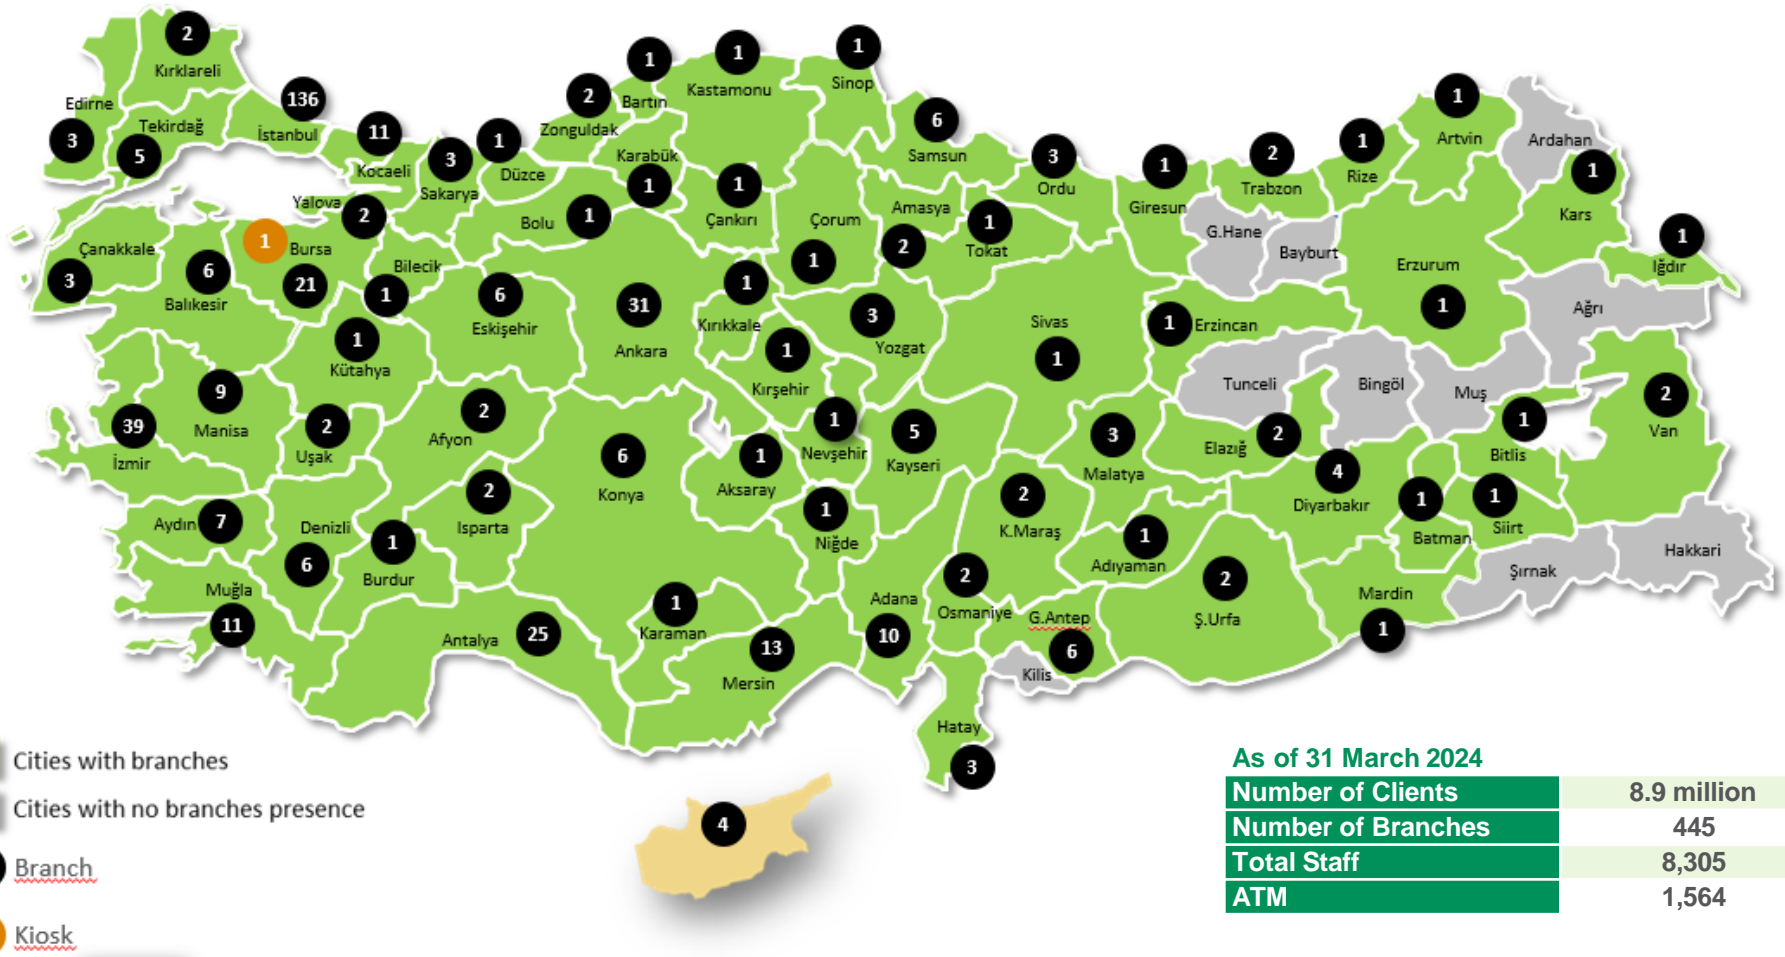 2
Kırklareli
Edirne
3
Tekirdağ
5
136
İstanbul
11
Kocaeli
3
Sakarya
1
Düzce
2
Zonguldak
1
Bartın
1
Kastamonu
1
Sinop
Karabük
1
1
Çankırı
6
Samsun
3
Ordu
1
Giresun
2
Trabzon
1
Rize
1
Artvin
Ardahan
1
Kars
1
Iğdır
Yalova
2
Bolu
1
Çorum
1
Amasya
2
1
Tokat
G.Hane
Bayburt
Erzurum
1
Ağrı
Çanakkale
3
6
Balıkesir
1
Bursa
21
Bilecik
1
6
Eskişehir
31
Ankara
1
Kırıkkale
3
Yozgat
Sivas
1
1
Erzincan
1
Kütahya
1
Kırşehir
Tunceli
Bingöl
Muş
1
Bitlis
2
Van
9
Manisa
39
İzmir
2
Uşak
2
Afyon
6
Konya
1
Aksaray
1
Nevşehir
5
Kayseri
3
Malatya
Elazığ
2
4
Diyarbakır
1
Batman
1
Siirt
Şırnak
Hakkari
Aydın
7
Denizli
6
2
Isparta
1
Burdur
1
Niğde
2
K.Maraş
1
Adıyaman
2
Ş.Urfa
Mardin
1
Muğla
11
Antalya
25
1
Karaman
13
Mersin
Adana
10
2
Osmaniye
G.Antep
6
Kilis
Hatay
3
4
Cities with branches
Cities with no branches presence
Branch
Kiosk
As of 31 March 2024
Number of Clients 8.9 million
Number of Branches 445
Total Staff 8,305
ATM 1,564